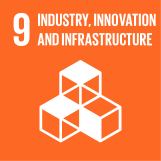 9
INDUSTRY, INNOVATION
AND INFRASTRUCTURE